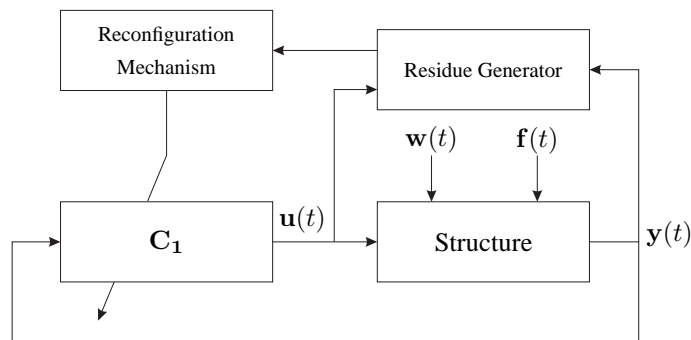 Reconfiguration
Mechanism
Residue Generator
w(t)
f(t)
C₁
u(t)
Structure
y(t)